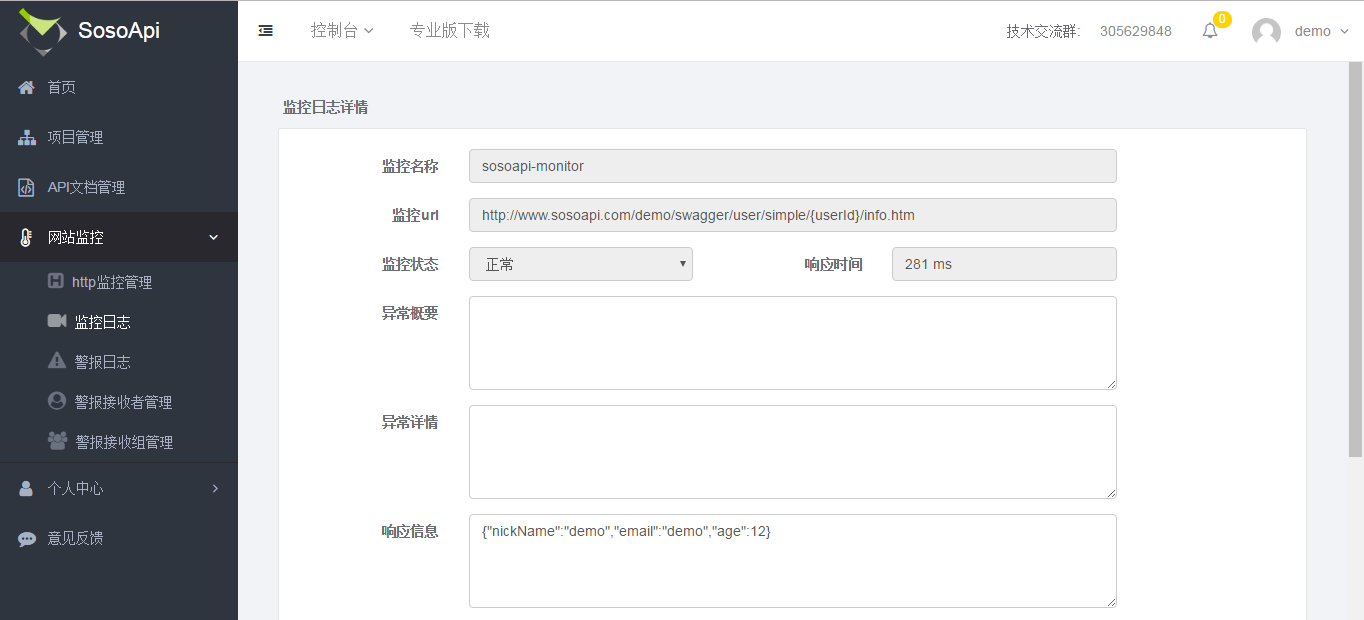 SosoApi
控制台
专业版下载
技术交流群:
305629848
0
demo
首页
项目管理
API文档管理
网站监控
http监控管理
监控日志
警报日志
警报接收者管理
警报接收组管理
个人中心
意见反馈
监控日志详情
监控名称
sosoapi-monitor
监控url
http://www.sosoapi.com/demo/swagger/user/simple/{userId}/info.htm
监控状态
正常
响应时间
281 ms
异常概要
异常详情
响应信息
{"nickName":"demo","email":"demo","age":12}